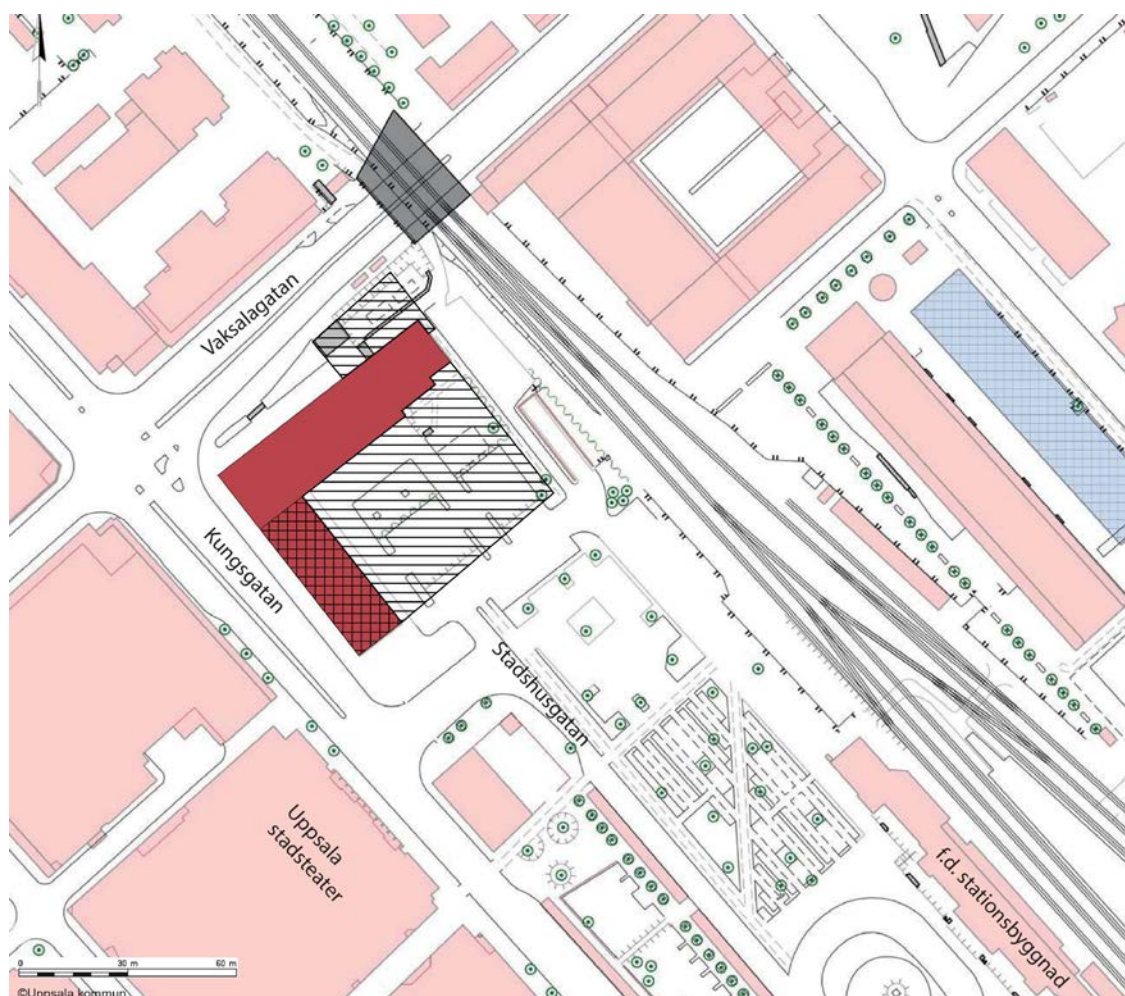 Vaksalagatan
Kungsgatan
Stadshusgatan
Uppsala
stadsteater
f.d. stationsbyggnad
0 30 m 60 m
©Uppsala kommun